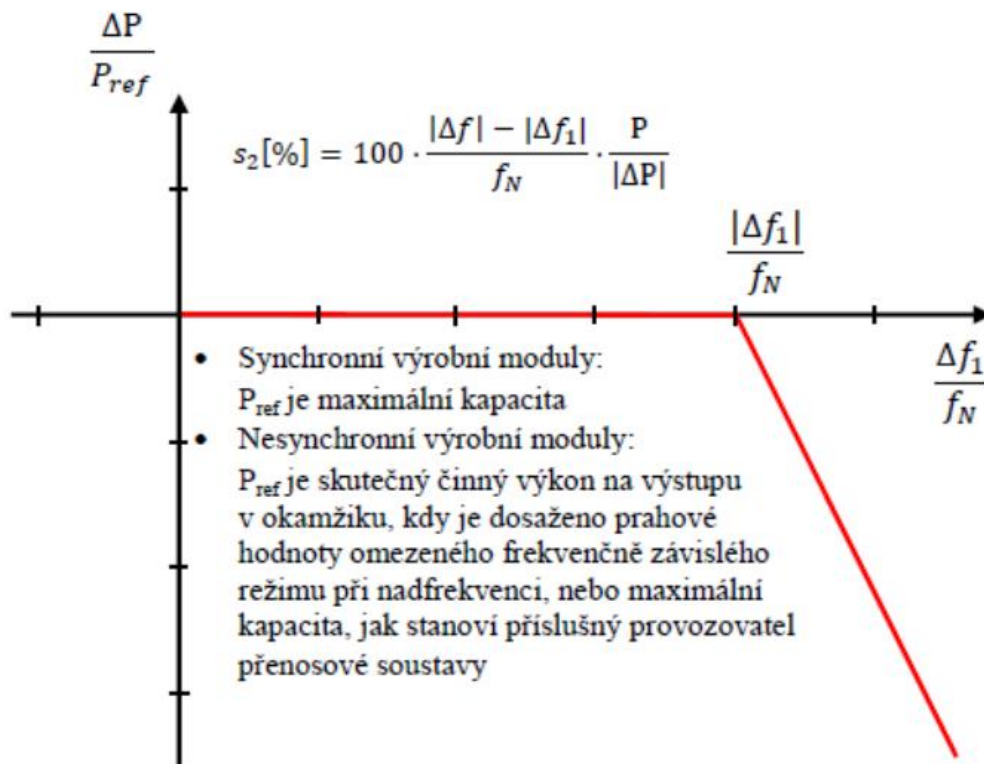 ΔP
P_ref
s₂[%] = 100 · (|Δf| − |Δf₁|)/f_N · P/|ΔP|
|Δf₁|
f_N
• Synchronní výrobní moduly:
Δf₁
P_ref je maximální kapacita
f_N
• Nesynchronní výrobní moduly:
P_ref je skutečný činný výkon na výstupu
v okamžiku, kdy je dosaženo prahové
hodnoty omezeného frekvenčně závislého
režimu při nadfrekvenci, nebo maximální
kapacita, jak stanoví příslušný provozovatel
přenosové soustavy